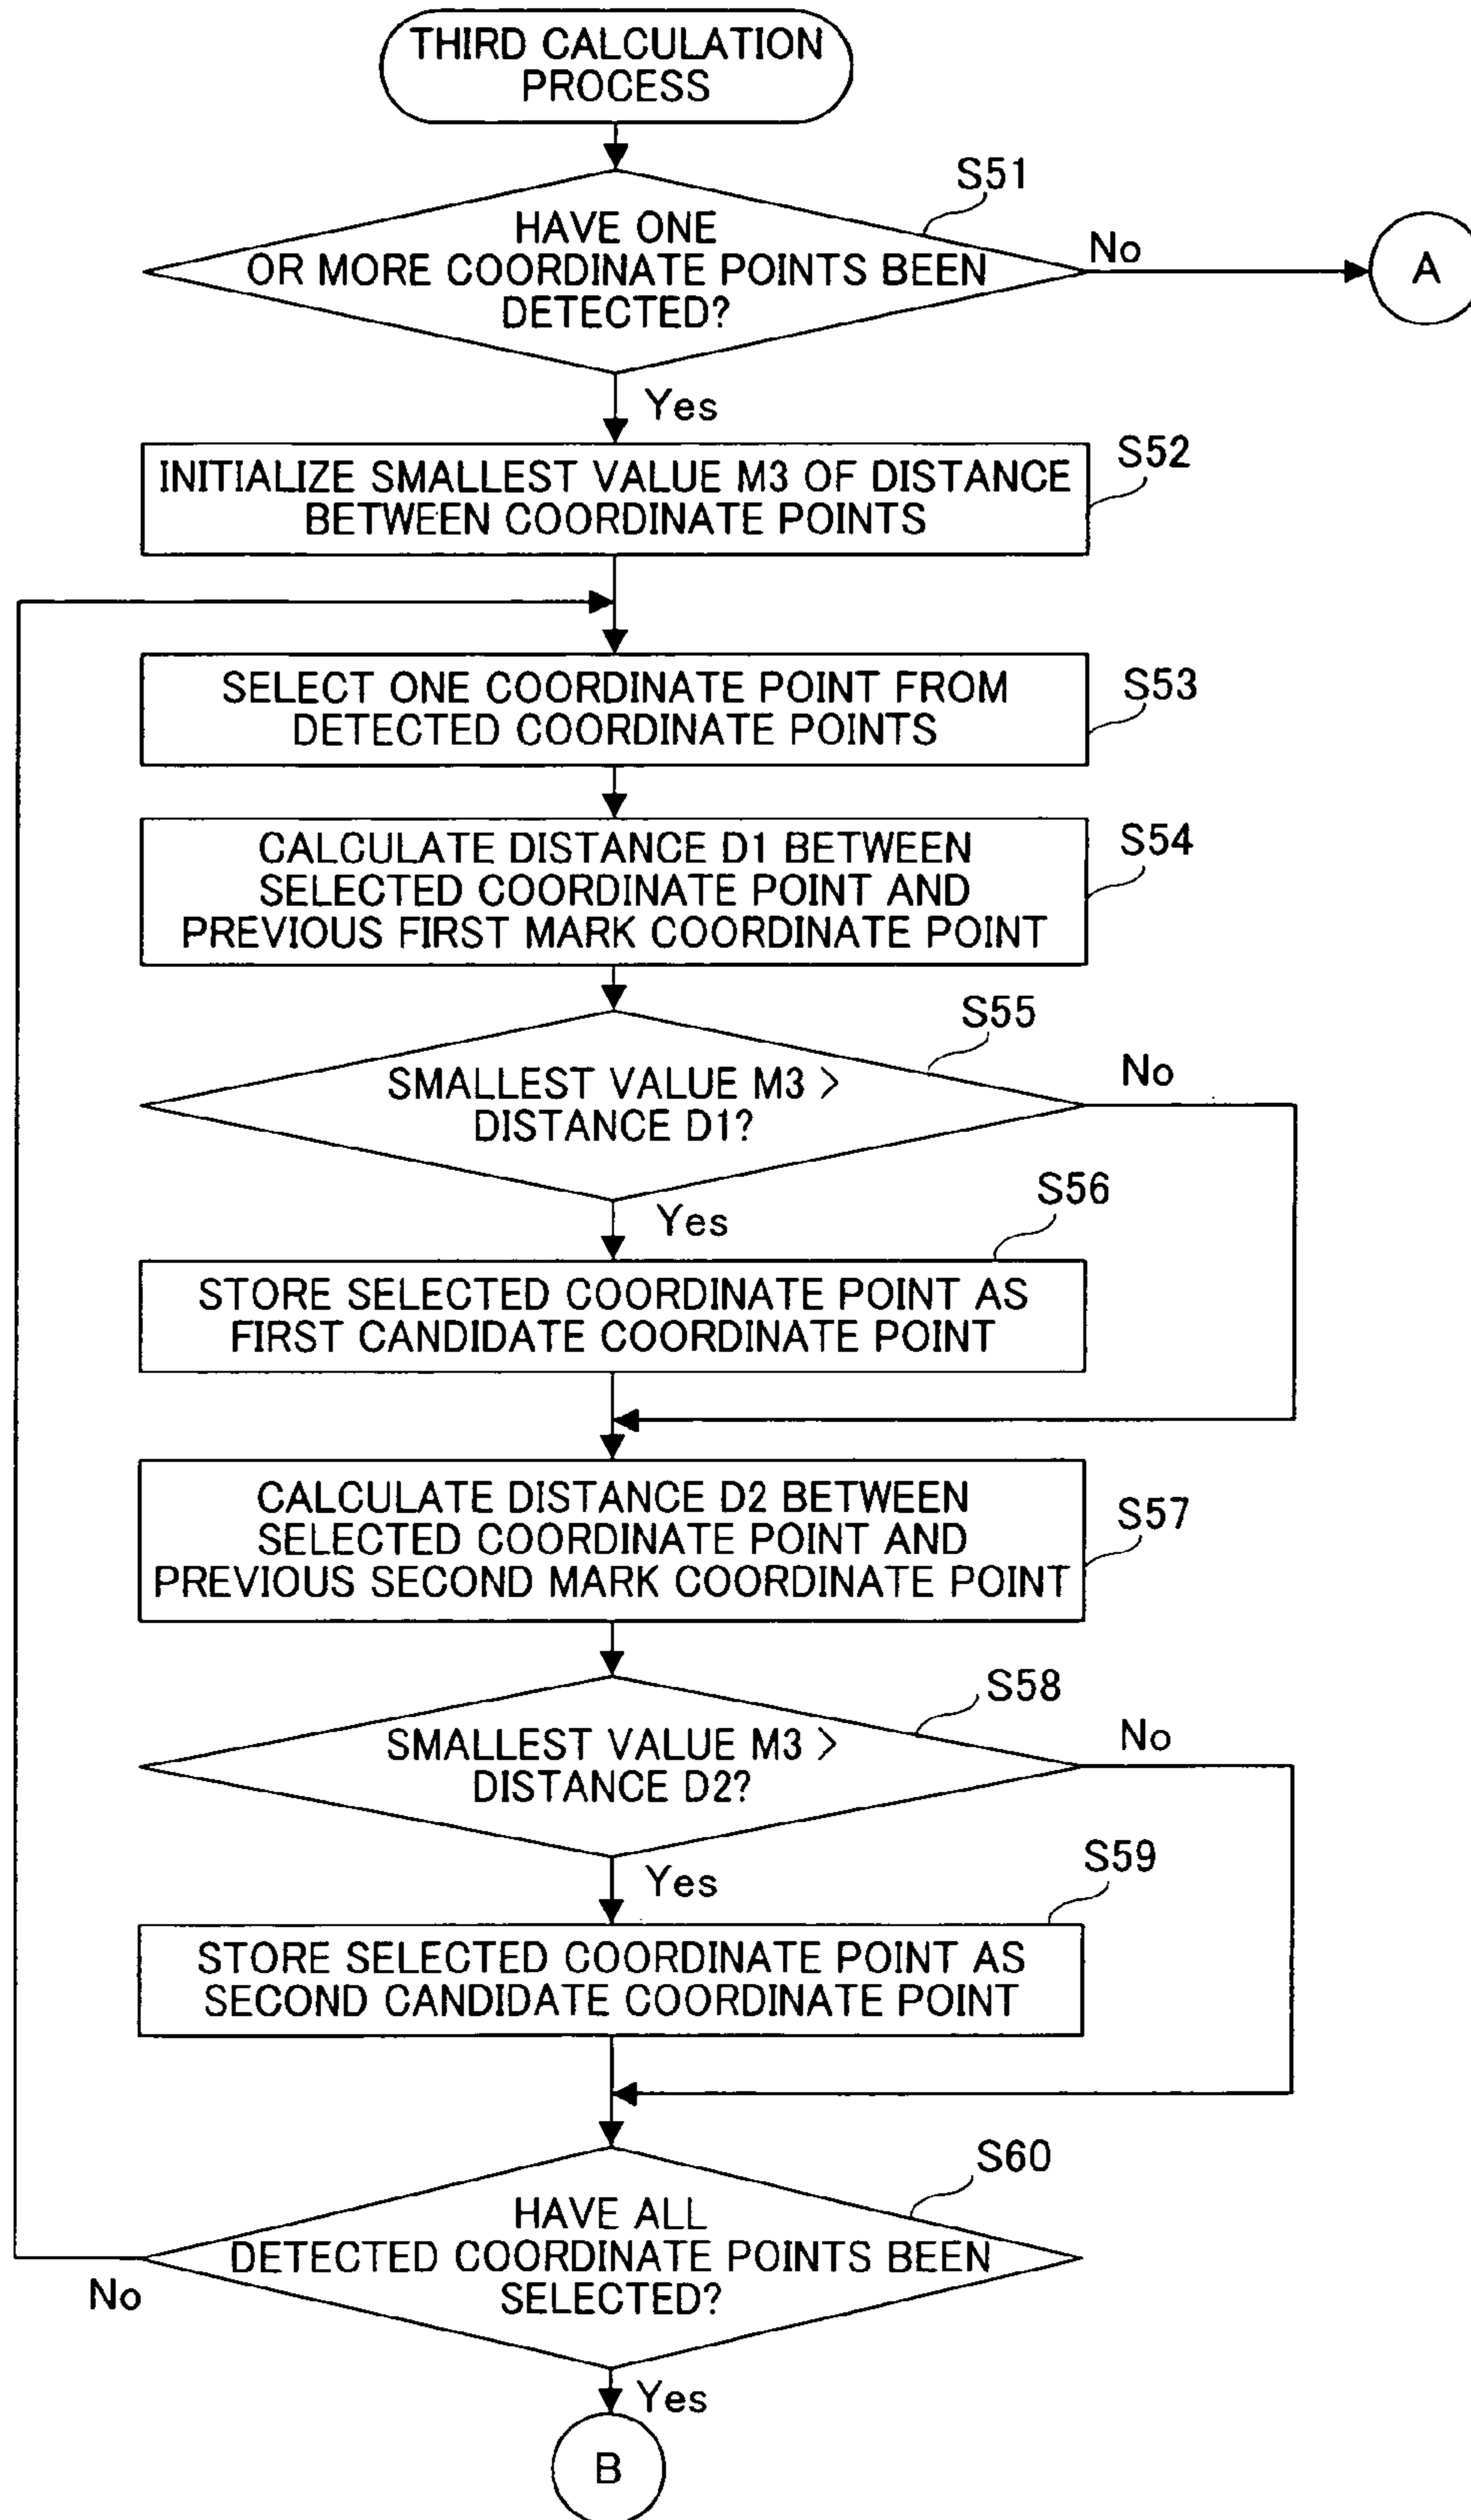 THIRD CALCULATION
PROCESS
S51
HAVE ONE
OR MORE COORDINATE POINTS BEEN
DETECTED?
No
A
Yes
S52
INITIALIZE SMALLEST VALUE M3 OF DISTANCE
BETWEEN COORDINATE POINTS
S53
SELECT ONE COORDINATE POINT FROM
DETECTED COORDINATE POINTS
S54
CALCULATE DISTANCE D1 BETWEEN
SELECTED COORDINATE POINT AND
PREVIOUS FIRST MARK COORDINATE POINT
S55
SMALLEST VALUE M3 >
DISTANCE D1?
No
Yes
S56
STORE SELECTED COORDINATE POINT AS
FIRST CANDIDATE COORDINATE POINT
S57
CALCULATE DISTANCE D2 BETWEEN
SELECTED COORDINATE POINT AND
PREVIOUS SECOND MARK COORDINATE POINT
S58
SMALLEST VALUE M3 >
DISTANCE D2?
No
Yes
S59
STORE SELECTED COORDINATE POINT AS
SECOND CANDIDATE COORDINATE POINT
S60
HAVE ALL
DETECTED COORDINATE POINTS BEEN
SELECTED?
No
Yes
B